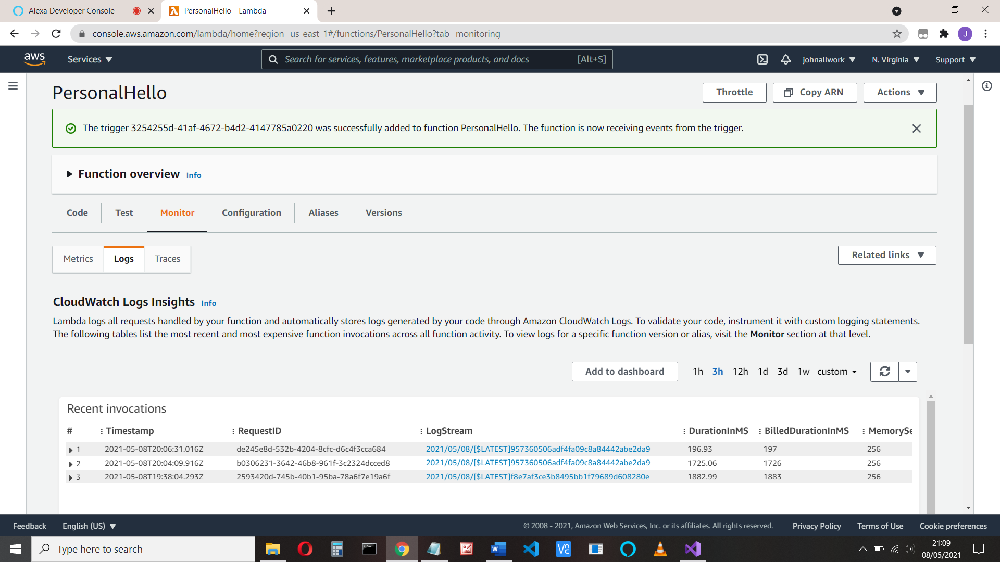 Alexa Developer Console
PersonalHello - Lambda
console.aws.amazon.com/lambda/home?region=us-east-1#/functions/PersonalHello?tab=monitoring
J
aws
Services
Search for services, features, marketplace products, and docs [Alt+S]
johnallwork
N. Virginia
Support
PersonalHello
Throttle
Copy ARN
Actions
The trigger 3254255d-41af-4672-b4d2-4147785a0220 was successfully added to function PersonalHello. The function is now receiving events from the trigger.
Function overview Info
Code Test Monitor Configuration Aliases Versions
Metrics Logs Traces
Related links
CloudWatch Logs Insights Info
Lambda logs all requests handled by your function and automatically stores logs generated by your code through Amazon CloudWatch Logs. To validate your code, instrument it with custom logging statements.
The following tables list the most recent and most expensive function invocations across all function activity. To view logs for a specific function version or alias, visit the Monitor section at that level.
Add to dashboard 1h 3h 12h 1d 3d 1w custom
Recent invocations
# Timestamp RequestID LogStream DurationInMS BilledDurationInMS MemorySe
1 2021-05-08T20:06:31.016Z de245e8d-532b-4204-8cfc-d6c4f3cca684 2021/05/08/[$LATEST]957360506adf4fa09c8a84442abe2da9 196.93 197 256
2 2021-05-08T20:04:09.916Z b0306231-3642-46b8-961f-3c2324dcced8 2021/05/08/[$LATEST]957360506adf4fa09c8a84442abe2da9 1725.06 1726 256
3 2021-05-08T19:38:04.293Z 2593420d-745b-40b1-95ba-78a6f7e19a6f 2021/05/08/[$LATEST]f8e7af3ce3b8495bb1f79689d608280e 1882.99 1883 256
Feedback English (US) © 2008 - 2021, Amazon Web Services, Inc. or its affiliates. All rights reserved. Privacy Policy Terms of Use Cookie preferences
Type here to search
21:09
08/05/2021